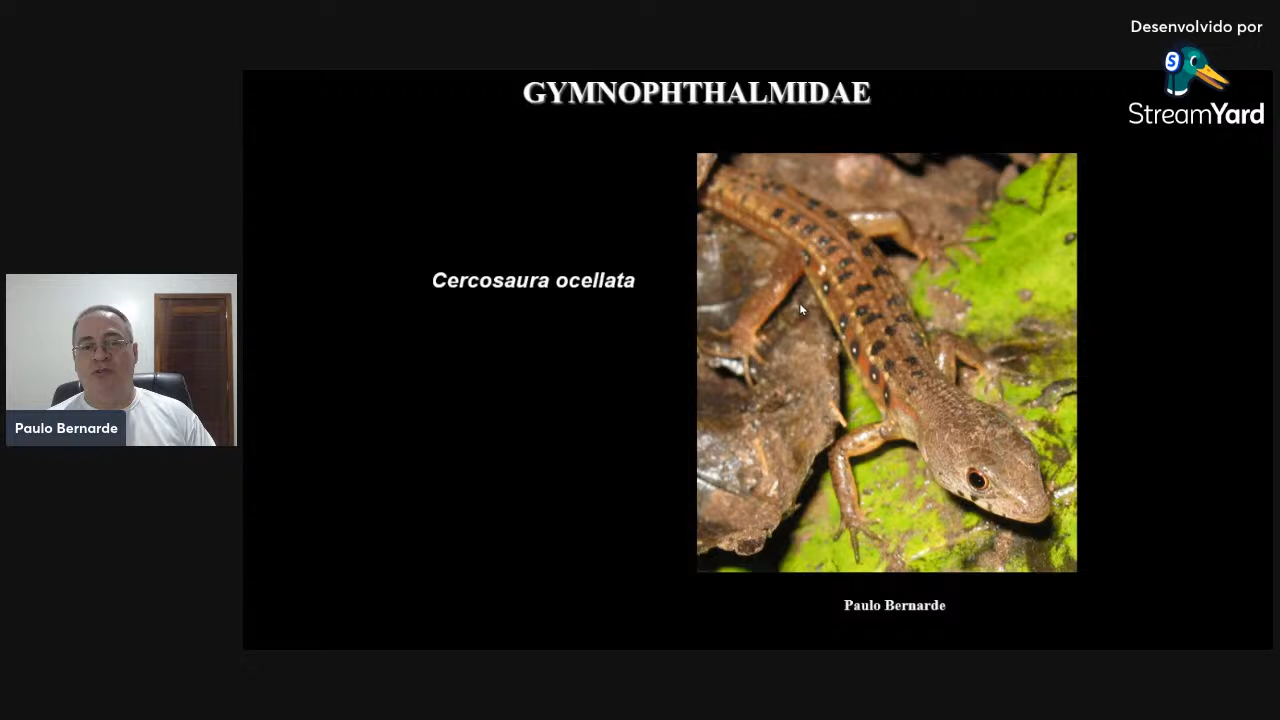 Desenvolvido por
StreamYard
GYMNOPHTHALMIDAE
Cercosaura ocellata
Paulo Bernarde
Paulo Bernarde